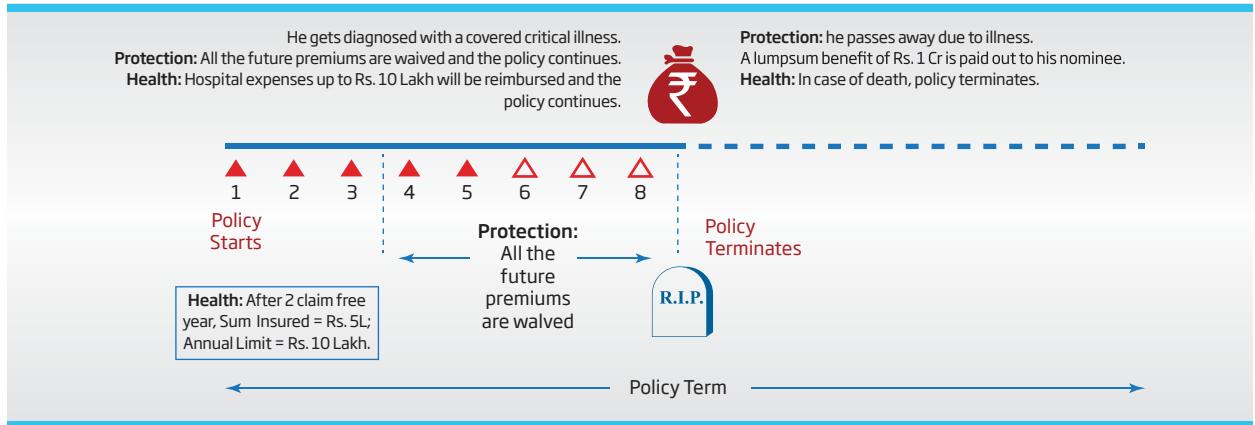 He gets diagnosed with a covered critical illness.
Protection: All the future premiums are waived and the policy continues.
Health: Hospital expenses up to Rs. 10 Lakh will be reimbursed and the
policy continues.
₹
Protection: he passes away due to illness.
A lumpsum benefit of Rs. 1 Cr is paid out to his nominee.
Health: In case of death, policy terminates.
1 2 3 4 5 6 7 8
Policy
Starts
Protection:
All the
future
premiums
are walved
Policy
Terminates
R.I.P.
Health: After 2 claim free
year, Sum Insured = Rs. 5L;
Annual Limit = Rs. 10 Lakh.
Policy Term